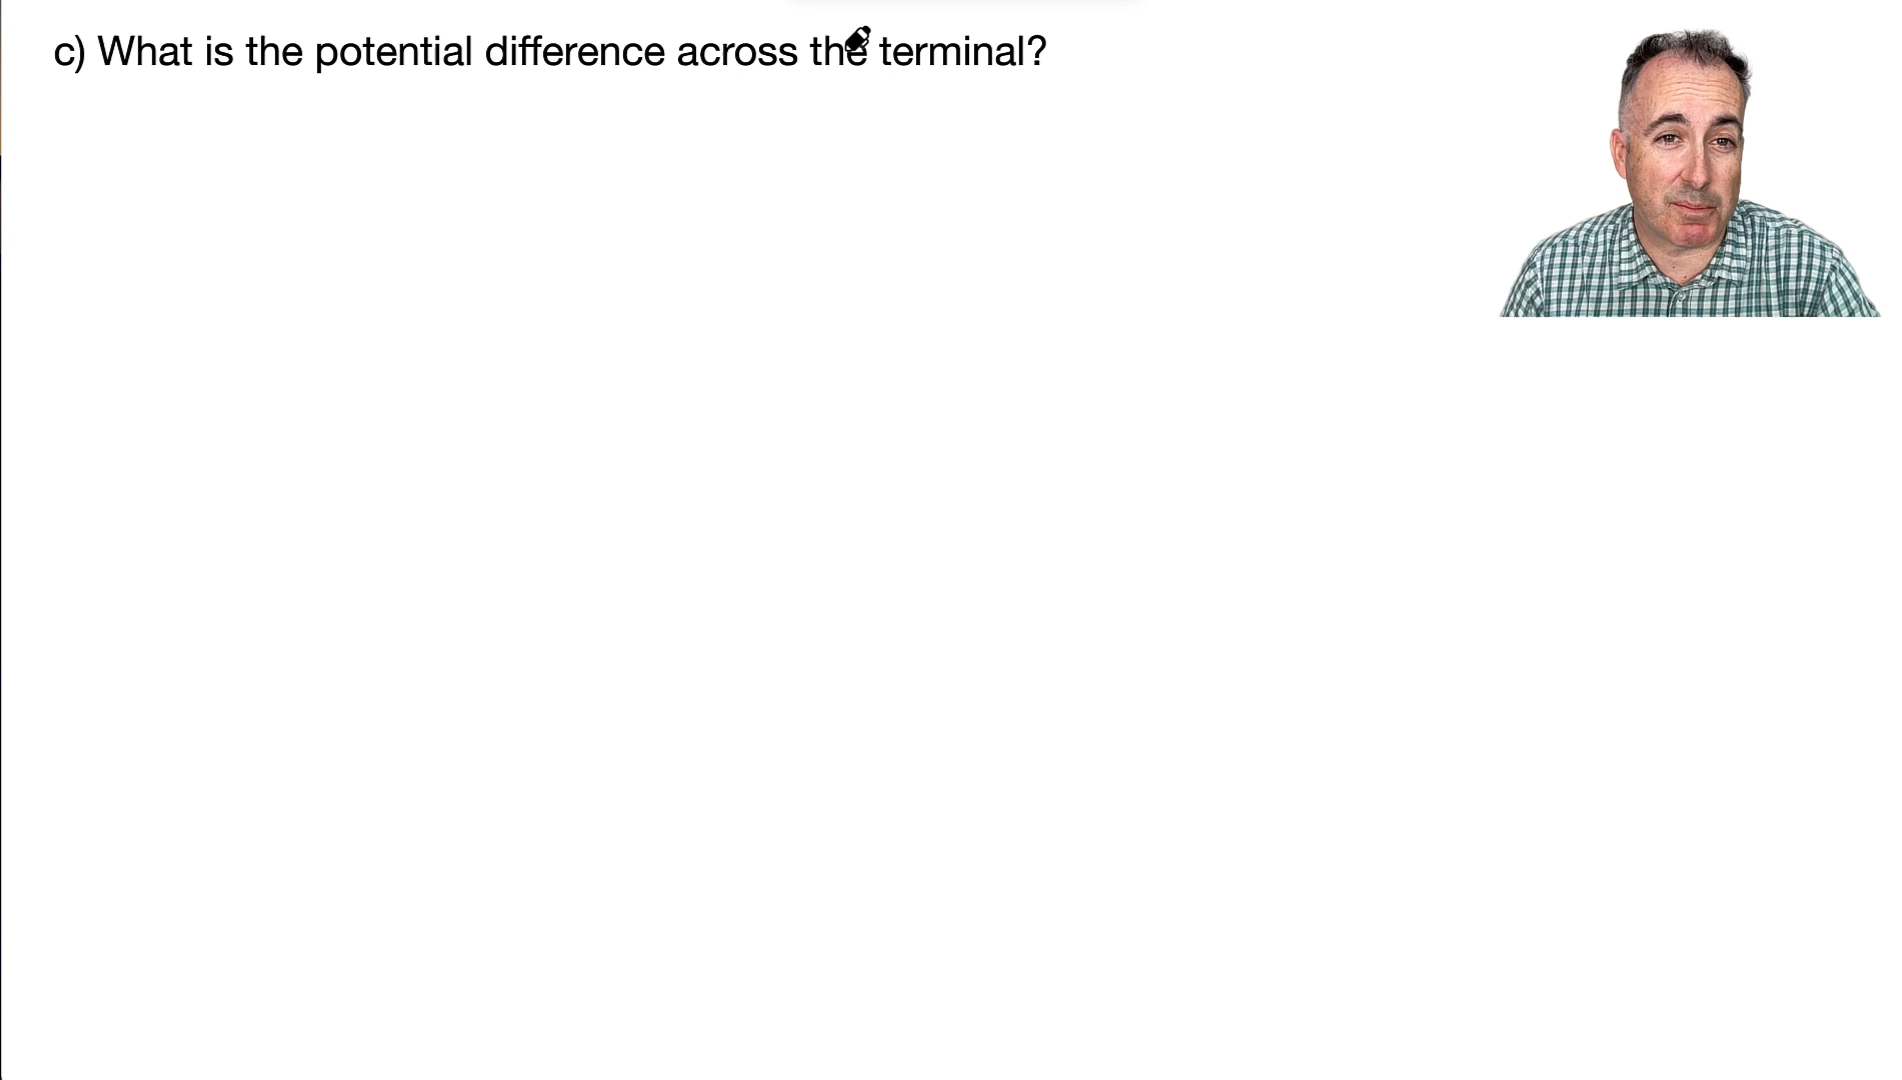 c) What is the potential difference across the terminal?